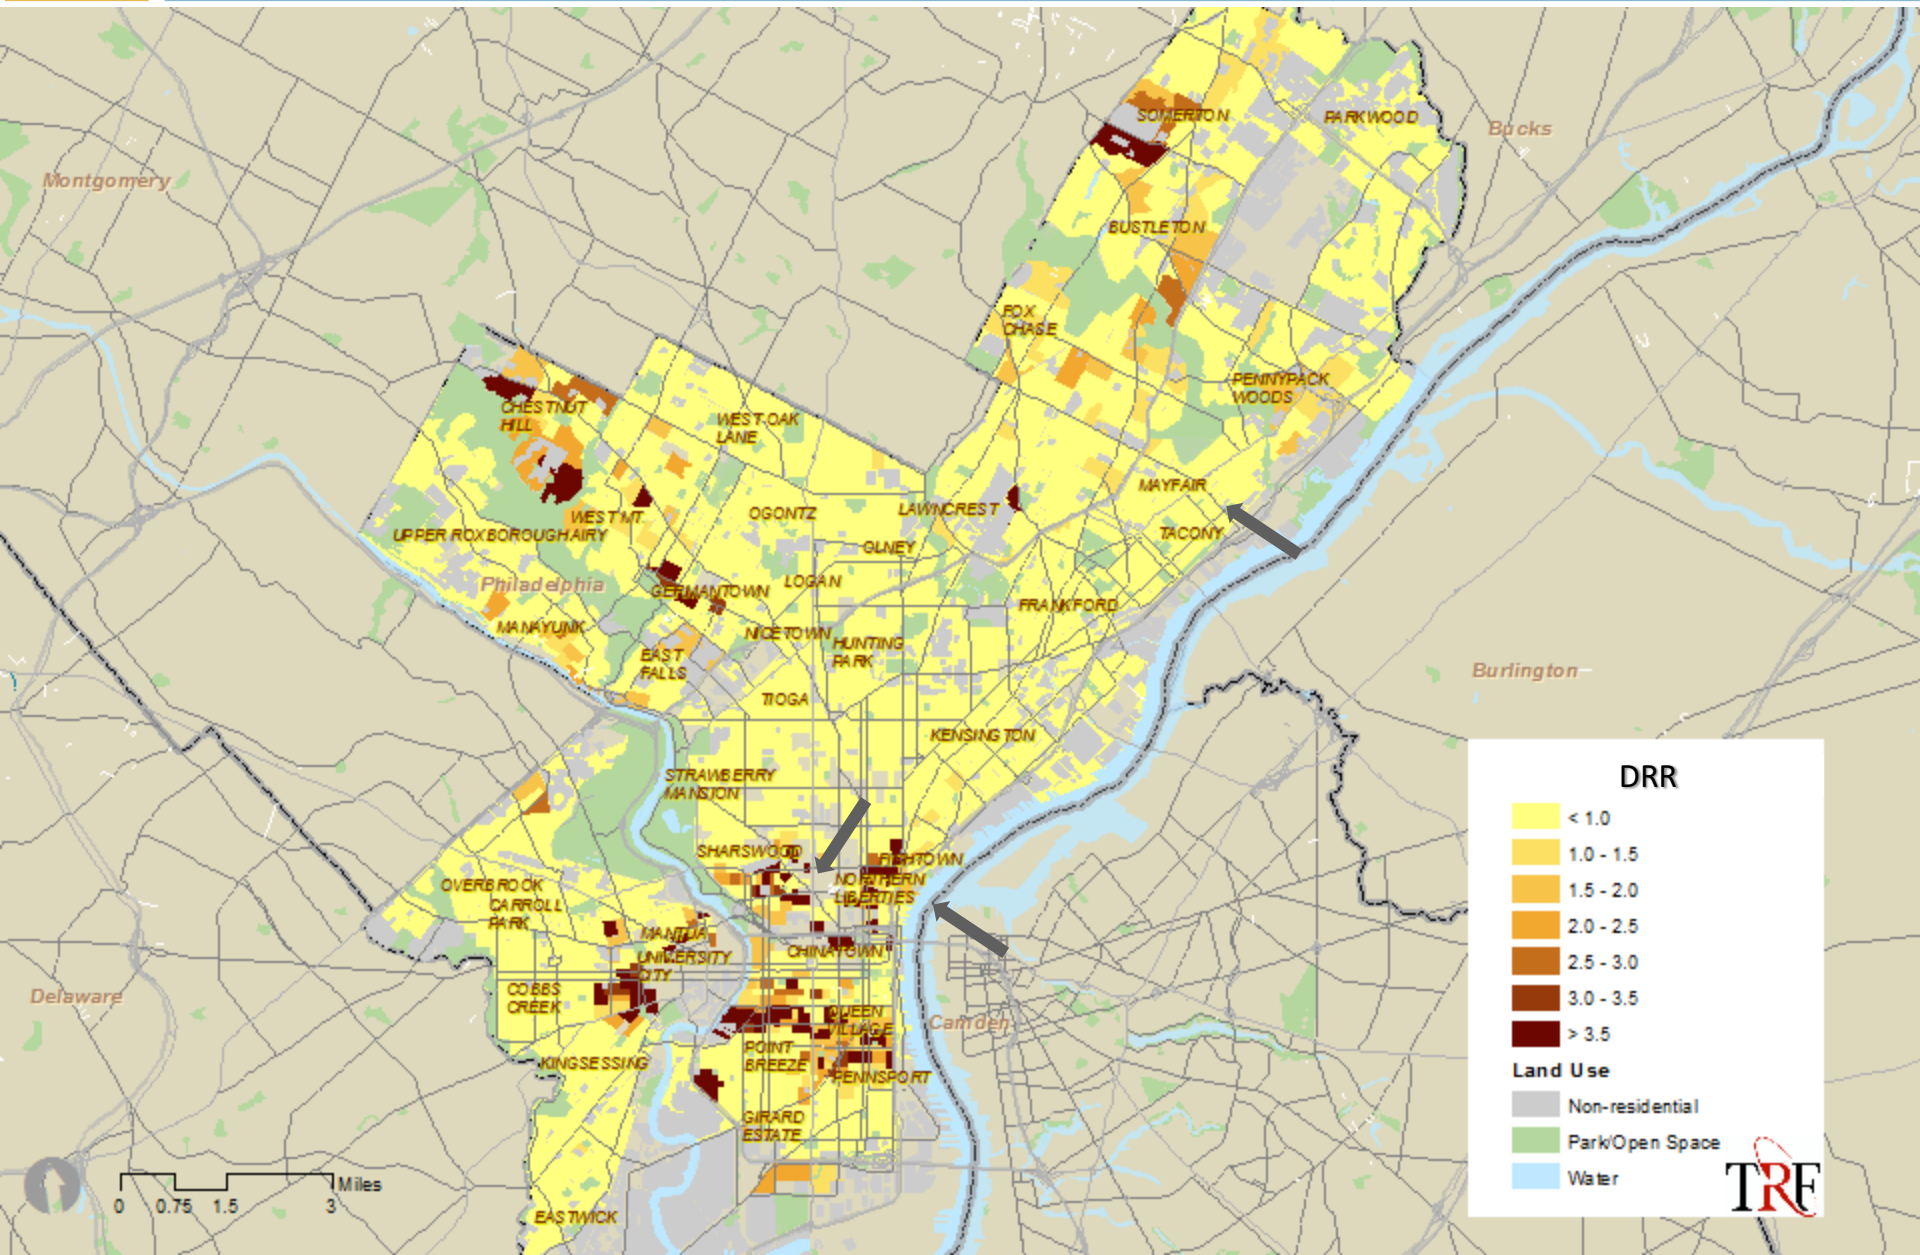 SOMERTON
PARKWOOD
Bucks
Montgomery
BUSTLETON
FOX
CHASE
PENNYPACK
WOODS
CHESTNUT
HILL
WEST OAK
LANE
MAYFAIR
LAWNCREST
OGONTZ
WEST MT.
AIRY
UPPER ROXBOROUGH
TACONY
OLNEY
Philadelphia
LOGAN
GERMANTOWN
FRANKFORD
MANAYUNK
NICETOWN
HUNTING
PARK
EAST
FALLS
Burlington
TIOGA
KENSINGTON
STRAWBERRY
MANSION
SHARSWOOD
FISHTOWN
NORTHERN
LIBERTIES
OVERBROOK
CARROLL
PARK
MANTUA
UNIVERSITY
CITY
CHINATOWN
COBBS
CREEK
Delaware
QUEEN
VILLAGE
Camden
POINT
BREEZE
KINGSESSING
PENNSPORT
GIRARD
ESTATE
EASTWICK
Miles
0 0.75 1.5 3
DRR
< 1.0
1.0 - 1.5
1.5 - 2.0
2.0 - 2.5
2.5 - 3.0
3.0 - 3.5
> 3.5
Land Use
Non-residential
Park/Open Space
Water
TRF